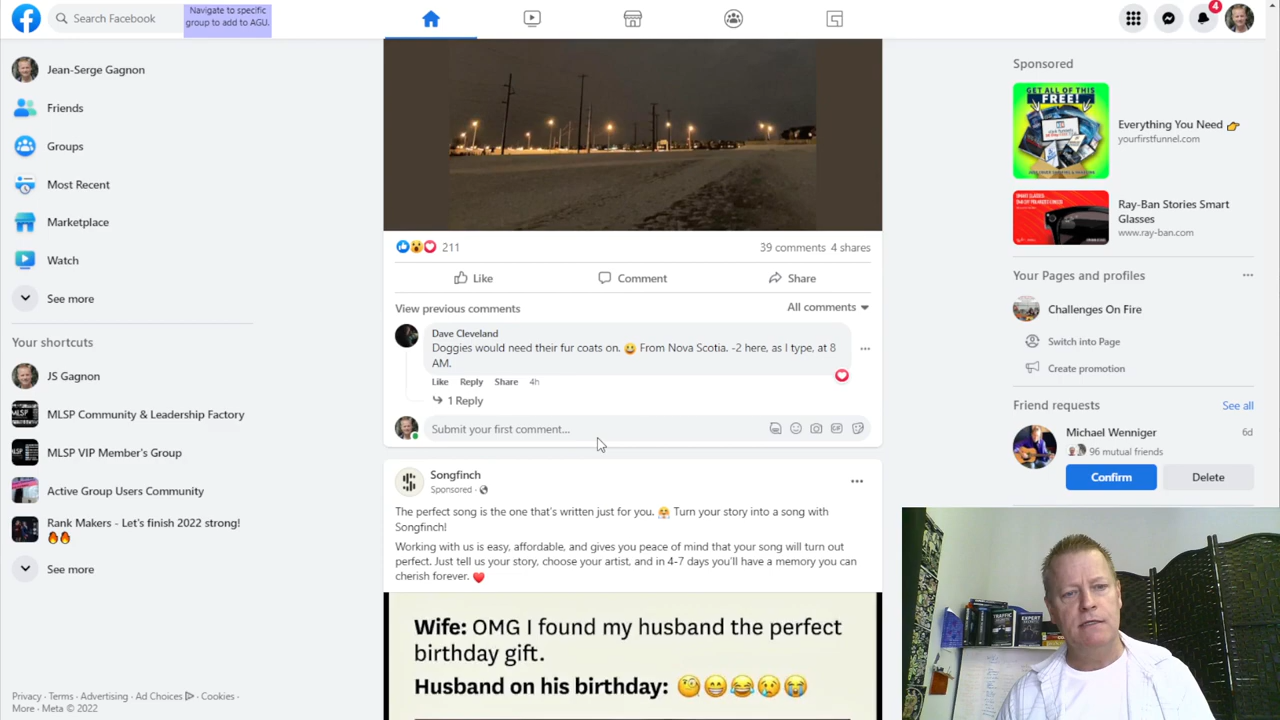 Search Facebook
Navigate to specific
group to add to AGU.
4
Jean-Serge Gagnon
Friends
Groups
Most Recent
Marketplace
Watch
See more
Your shortcuts
JS Gagnon
MLSP Community & Leadership Factory
MLSP VIP Member's Group
Active Group Users Community
Rank Makers - Let's finish 2022 strong!
🔥🔥
See more
Privacy · Terms · Advertising · Ad Choices · Cookies ·
More · Meta © 2022
211
39 comments 4 shares
Like
Comment
Share
View previous comments
All comments
Dave Cleveland
Doggies would need their fur coats on. 😀 From Nova Scotia. -2 here, as I type, at 8
AM.
Like Reply Share 4h
1 Reply
Submit your first comment...
Songfinch
Sponsored ·
The perfect song is the one that's written just for you. 🤗 Turn your story into a song with
Songfinch!
Working with us is easy, affordable, and gives you peace of mind that your song will turn out
perfect. Just tell us your story, choose your artist, and in 4-7 days you'll have a memory you can
cherish forever. ❤️
Wife: OMG I found my husband the perfect
birthday gift.
Husband on his birthday: 🧐😁😂😢😭
Sponsored
GET ALL OF THIS
FREE!
Everything You Need 👉
yourfirstfunnel.com
Ray-Ban Stories Smart
Glasses
www.ray-ban.com
Your Pages and profiles
Challenges On Fire
Switch into Page
Create promotion
Friend requests
See all
Michael Wenniger
6d
96 mutual friends
Confirm
Delete
TRAFFIC
EXPERT